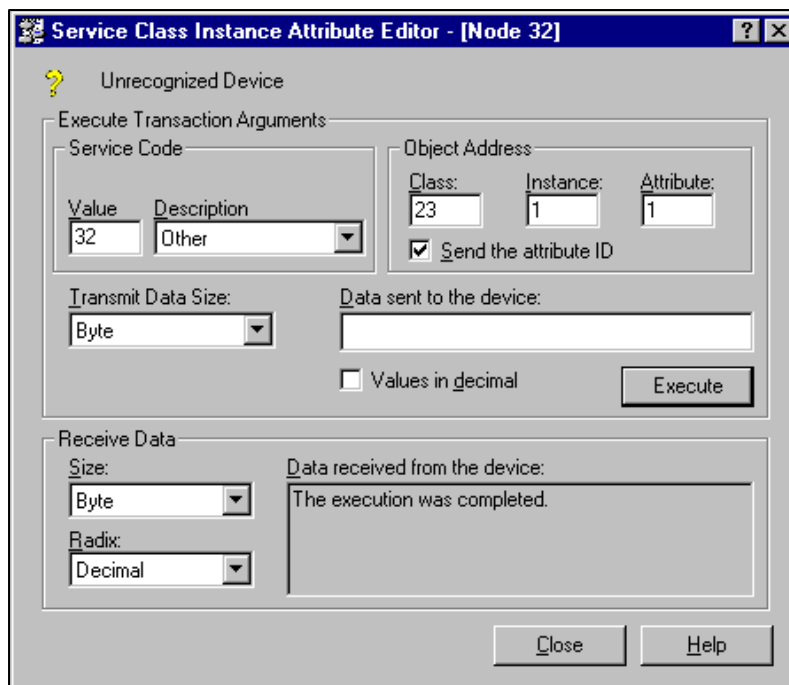 Service Class Instance Attribute Editor - [Node 32]
Unrecognized Device
Execute Transaction Arguments
Service Code
Object Address
Class: Instance: Attribute:
Value Description
23 1 1
32 Other
Send the attribute ID
Transmit Data Size: Data sent to the device:
Byte
Values in decimal
Execute
Receive Data
Size: Data received from the device:
Byte The execution was completed.
Radix:
Decimal
Close Help